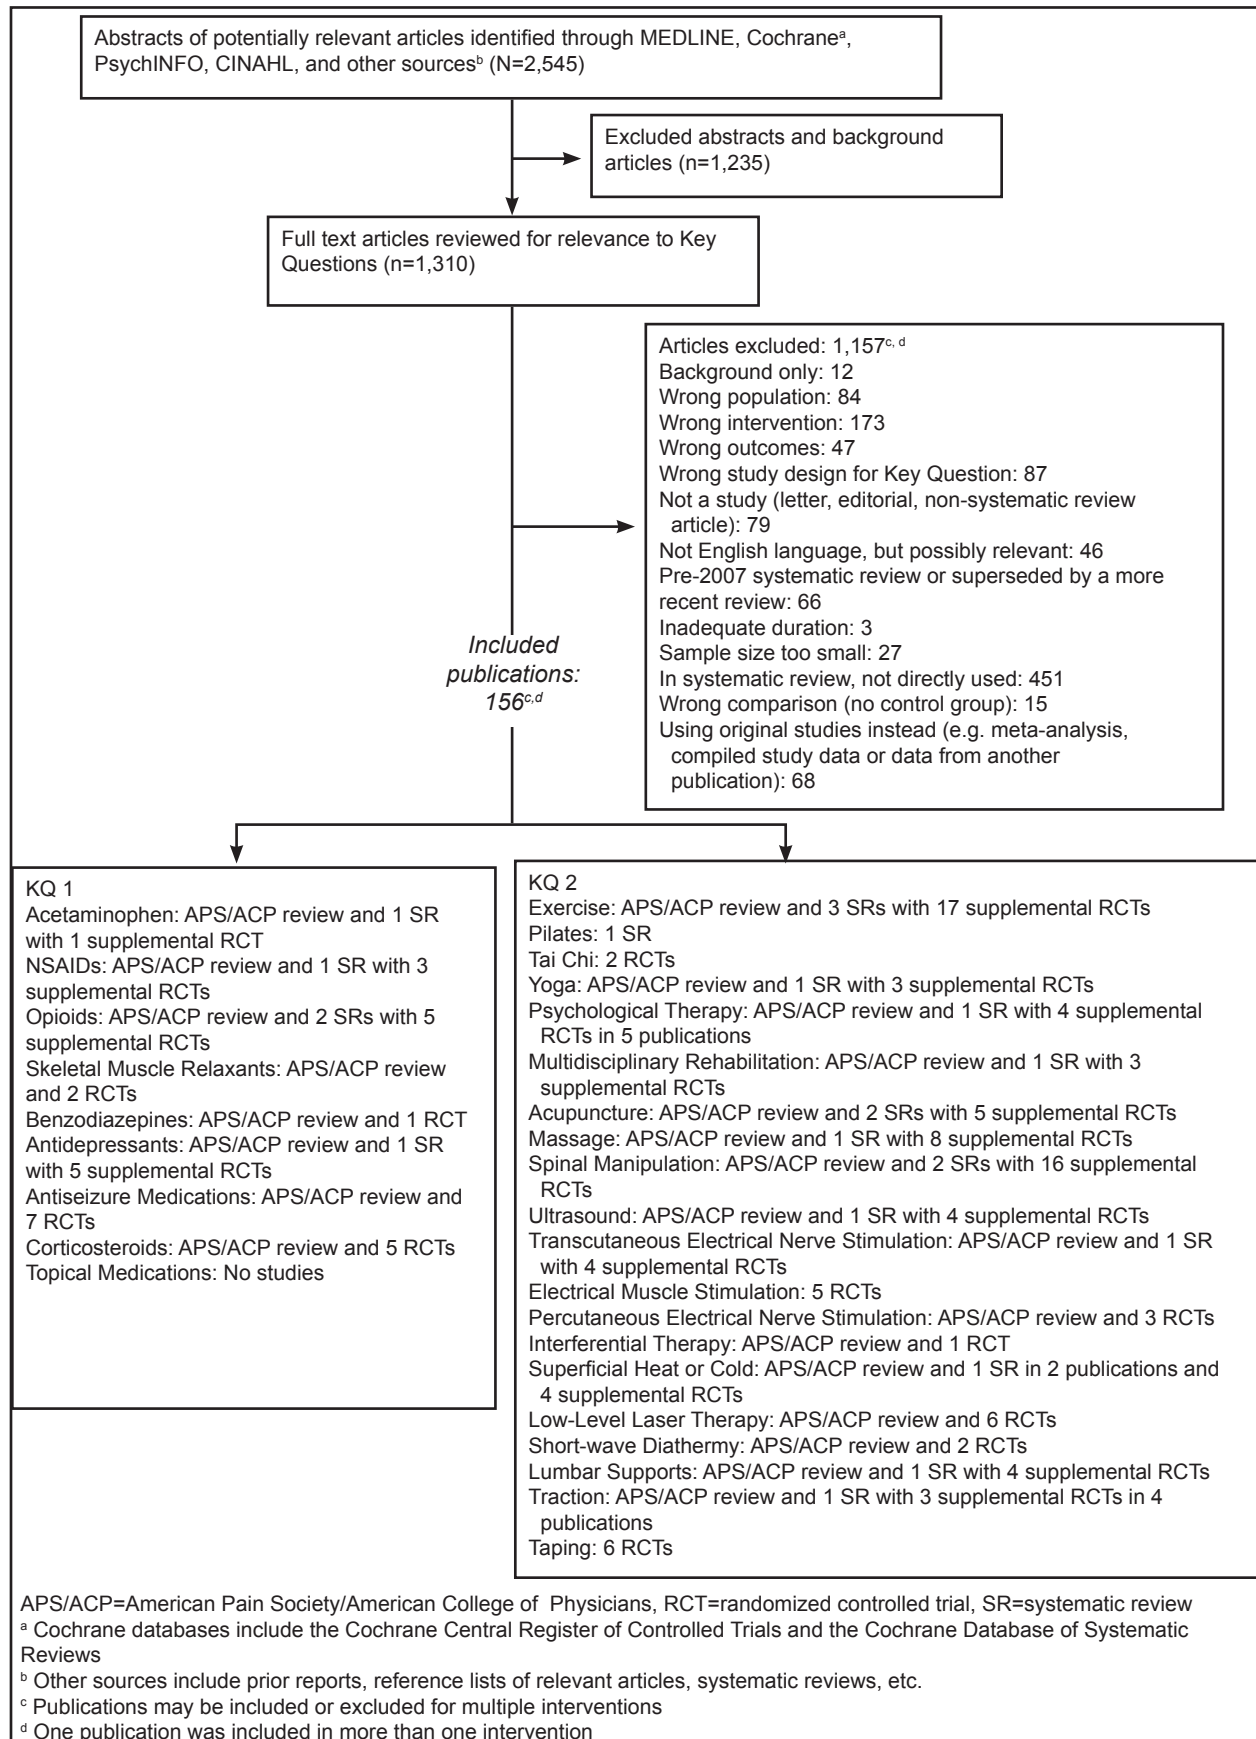 Abstracts of potentially relevant articles identified through MEDLINE, Cochraneᵃ,
PsychINFO, CINAHL, and other sourcesᵇ (N=2,545)
Excluded abstracts and background
articles (n=1,235)
Full text articles reviewed for relevance to Key
Questions (n=1,310)
Articles excluded: 1,157ᶜ, ᵈ
Background only: 12
Wrong population: 84
Wrong intervention: 173
Wrong outcomes: 47
Wrong study design for Key Question: 87
Not a study (letter, editorial, non-systematic review
article): 79
Not English language, but possibly relevant: 46
Pre-2007 systematic review or superseded by a more
recent review: 66
Inadequate duration: 3
Sample size too small: 27
In systematic review, not directly used: 451
Wrong comparison (no control group): 15
Using original studies instead (e.g. meta-analysis,
compiled study data or data from another
publication): 68
Included
publications:
156ᶜ,ᵈ
KQ 1
Acetaminophen: APS/ACP review and 1 SR
with 1 supplemental RCT
NSAIDs: APS/ACP review and 1 SR with 3
supplemental RCTs
Opioids: APS/ACP review and 2 SRs with 5
supplemental RCTs
Skeletal Muscle Relaxants: APS/ACP review
and 2 RCTs
Benzodiazepines: APS/ACP review and 1 RCT
Antidepressants: APS/ACP review and 1 SR
with 5 supplemental RCTs
Antiseizure Medications: APS/ACP review and
7 RCTs
Corticosteroids: APS/ACP review and 5 RCTs
Topical Medications: No studies
KQ 2
Exercise: APS/ACP review and 3 SRs with 17 supplemental RCTs
Pilates: 1 SR
Tai Chi: 2 RCTs
Yoga: APS/ACP review and 1 SR with 3 supplemental RCTs
Psychological Therapy: APS/ACP review and 1 SR with 4 supplemental
RCTs in 5 publications
Multidisciplinary Rehabilitation: APS/ACP review and 1 SR with 3
supplemental RCTs
Acupuncture: APS/ACP review and 2 SRs with 5 supplemental RCTs
Massage: APS/ACP review and 1 SR with 8 supplemental RCTs
Spinal Manipulation: APS/ACP review and 2 SRs with 16 supplemental
RCTs
Ultrasound: APS/ACP review and 1 SR with 4 supplemental RCTs
Transcutaneous Electrical Nerve Stimulation: APS/ACP review and 1 SR
with 4 supplemental RCTs
Electrical Muscle Stimulation: 5 RCTs
Percutaneous Electrical Nerve Stimulation: APS/ACP review and 3 RCTs
Interferential Therapy: APS/ACP review and 1 RCT
Superficial Heat or Cold: APS/ACP review and 1 SR in 2 publications and
4 supplemental RCTs
Low-Level Laser Therapy: APS/ACP review and 6 RCTs
Short-wave Diathermy: APS/ACP review and 2 RCTs
Lumbar Supports: APS/ACP review and 1 SR with 4 supplemental RCTs
Traction: APS/ACP review and 1 SR with 3 supplemental RCTs in 4
publications
Taping: 6 RCTs
APS/ACP=American Pain Society/American College of Physicians, RCT=randomized controlled trial, SR=systematic review
ᵃ Cochrane databases include the Cochrane Central Register of Controlled Trials and the Cochrane Database of Systematic
Reviews
ᵇ Other sources include prior reports, reference lists of relevant articles, systematic reviews, etc.
ᶜ Publications may be included or excluded for multiple interventions
ᵈ One publication was included in more than one intervention